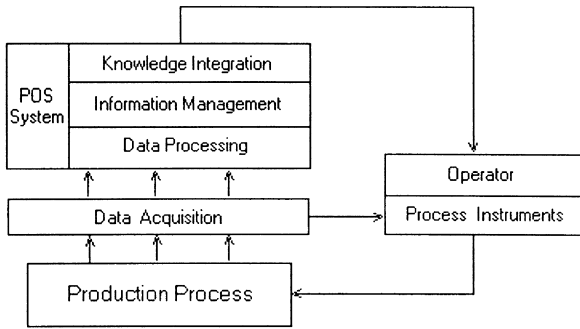 Knowledge Integration
POS
System
Information Management
Data Processing
Operator
Data Acquisition
Process Instruments
Production Process